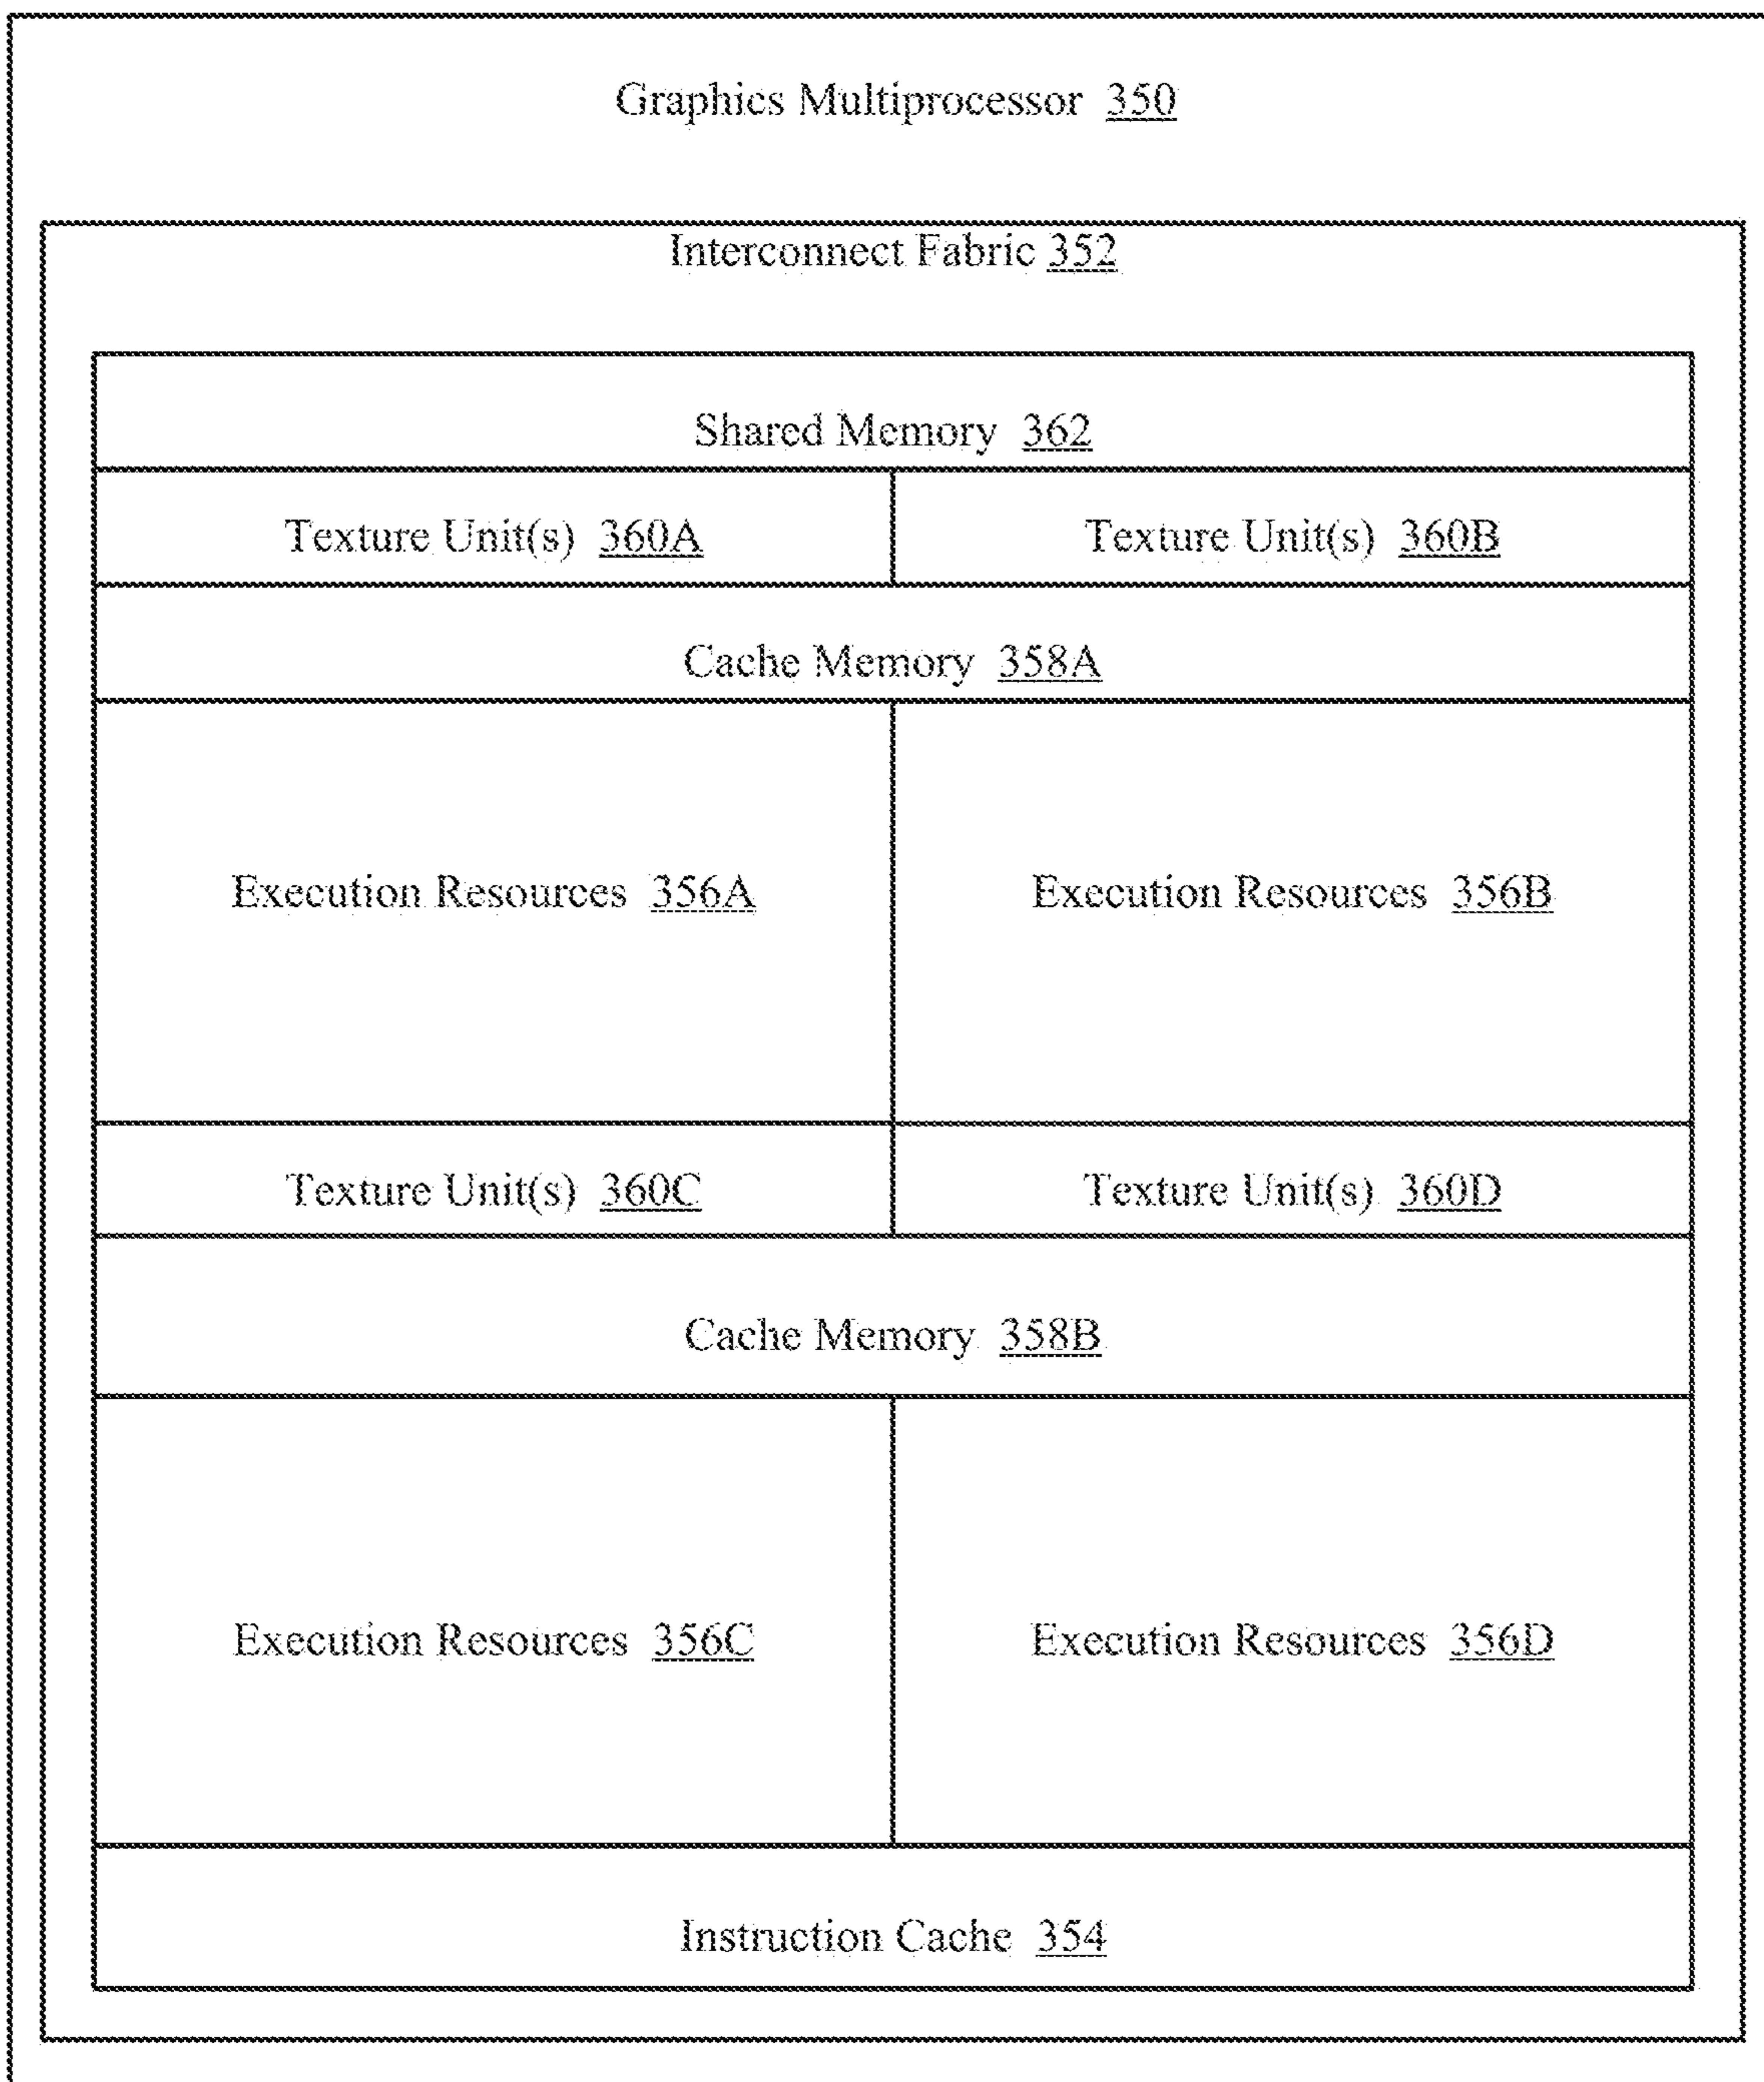 Graphics Multiprocessor 350
Interconnect Fabric 352
Shared Memory 362
Texture Unit(s) 360A
Texture Unit(s) 360B
Cache Memory 358A
Execution Resources 356A
Execution Resources 356B
Texture Unit(s) 360C
Texture Unit(s) 360D
Cache Memory 358B
Execution Resources 356C
Execution Resources 356D
Instruction Cache 354